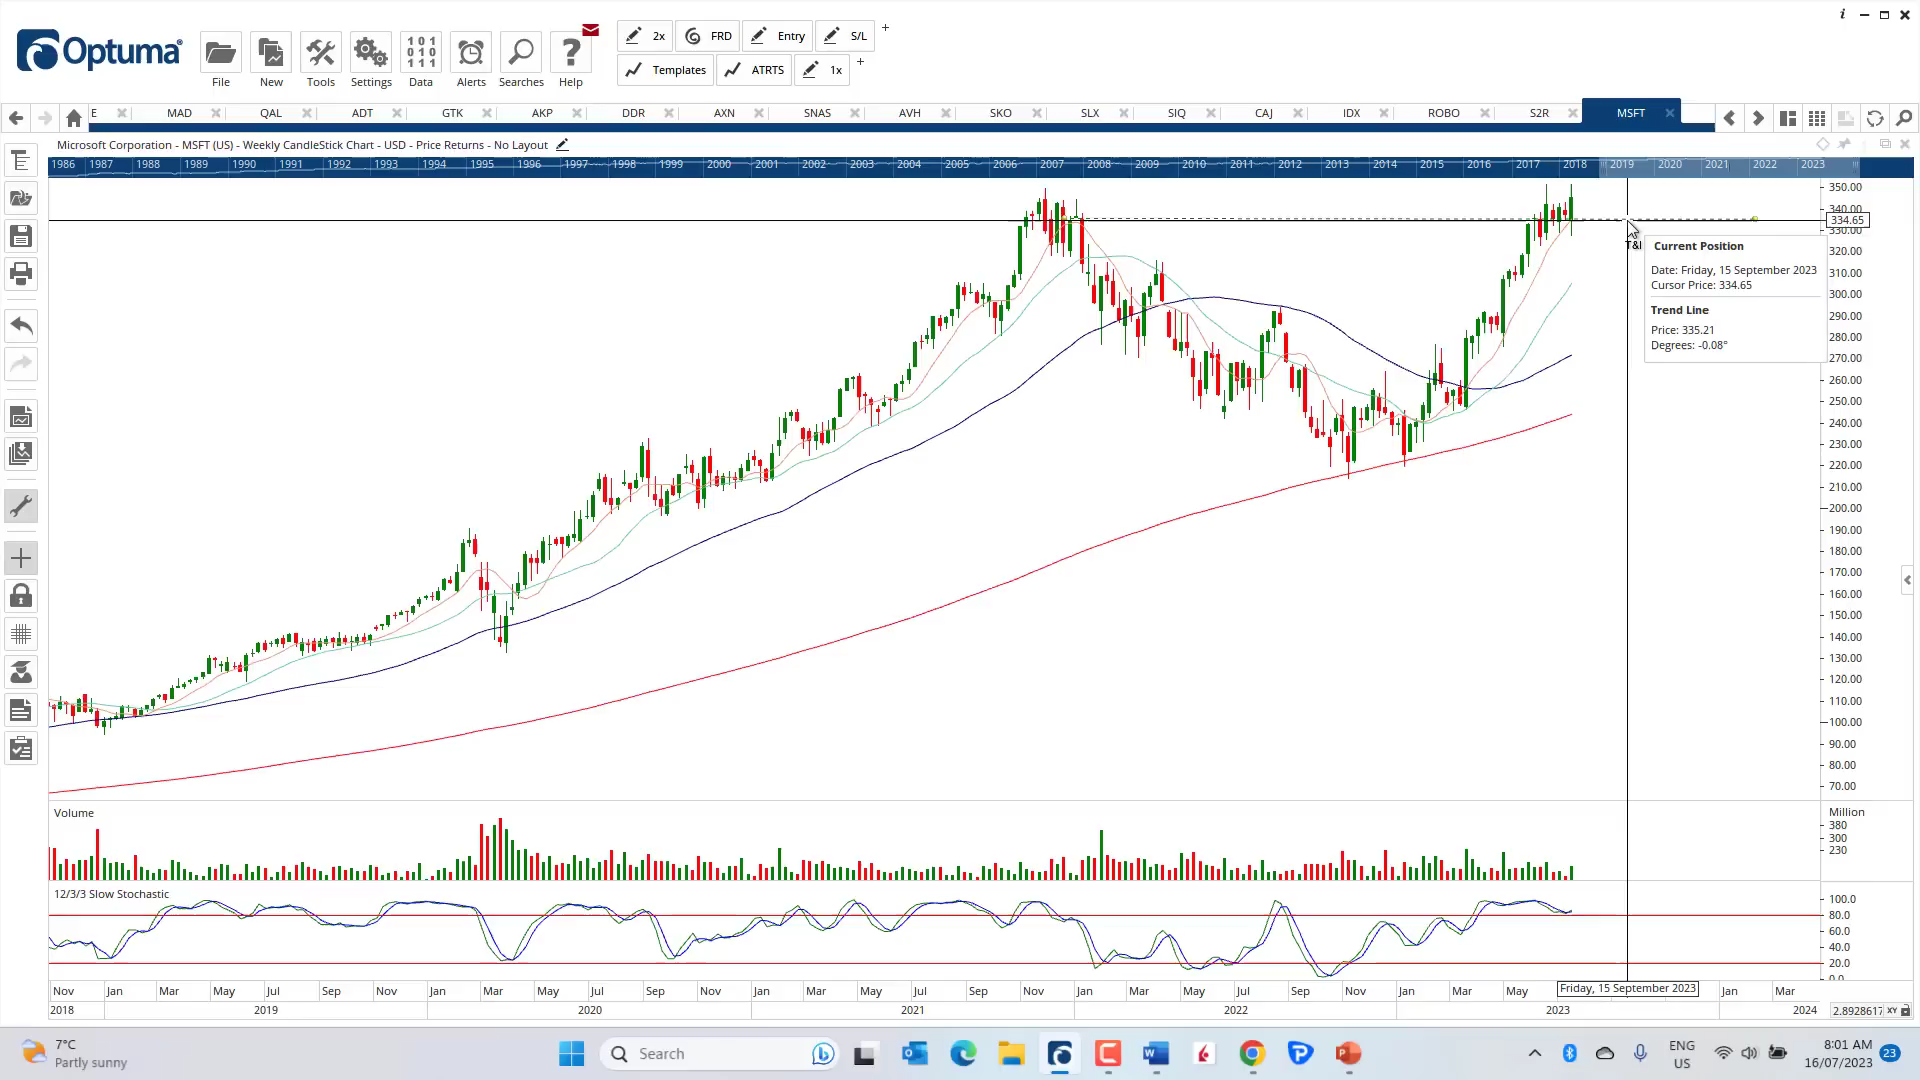 Optuma
File
New
Tools
Settings
Data
Alerts
Searches
Help
2x
FRD
Entry
S/L
Templates
ATRTS
1x
E
MAD
QAL
ADT
GTK
AKP
DDR
AXN
SNAS
AVH
SKO
SLX
SIQ
CAJ
IDX
ROBO
S2R
MSFT
Microsoft Corporation - MSFT (US) - Weekly CandleStick Chart - USD - Price Returns - No Layout
1986 1987 1988 1989 1990 1991 1992 1993 1994 1995 1996 1997 1998 1999 2000 2001 2002 2003 2004 2005 2006 2007 2008 2009 2010 2011 2012 2013 2014 2015 2016 2017 2018 2019 2020 2021 2022 2023
350.00
340.00
334.65
330.00
320.00
310.00
300.00
290.00
280.00
270.00
260.00
250.00
240.00
230.00
220.00
210.00
200.00
190.00
180.00
170.00
160.00
150.00
140.00
130.00
120.00
110.00
100.00
90.00
80.00
70.00
T&I
Current Position
Date: Friday, 15 September 2023
Cursor Price: 334.65
Trend Line
Price: 335.21
Degrees: -0.08°
Volume
Million
380
300
230
12/3/3 Slow Stochastic
100.0
80.0
60.0
40.0
20.0
0.0
Nov Jan Mar May Jul Sep Nov Jan Mar May Jul Sep Nov Jan Mar May Jul Sep Nov Jan Mar May Jul Sep Nov Jan Mar May Friday, 15 September 2023 Jan Mar
2018 2019 2020 2021 2022 2023 2024
2.8928617 XY
7°C
Partly sunny
Search
ENG
US
8:01 AM
16/07/2023
23